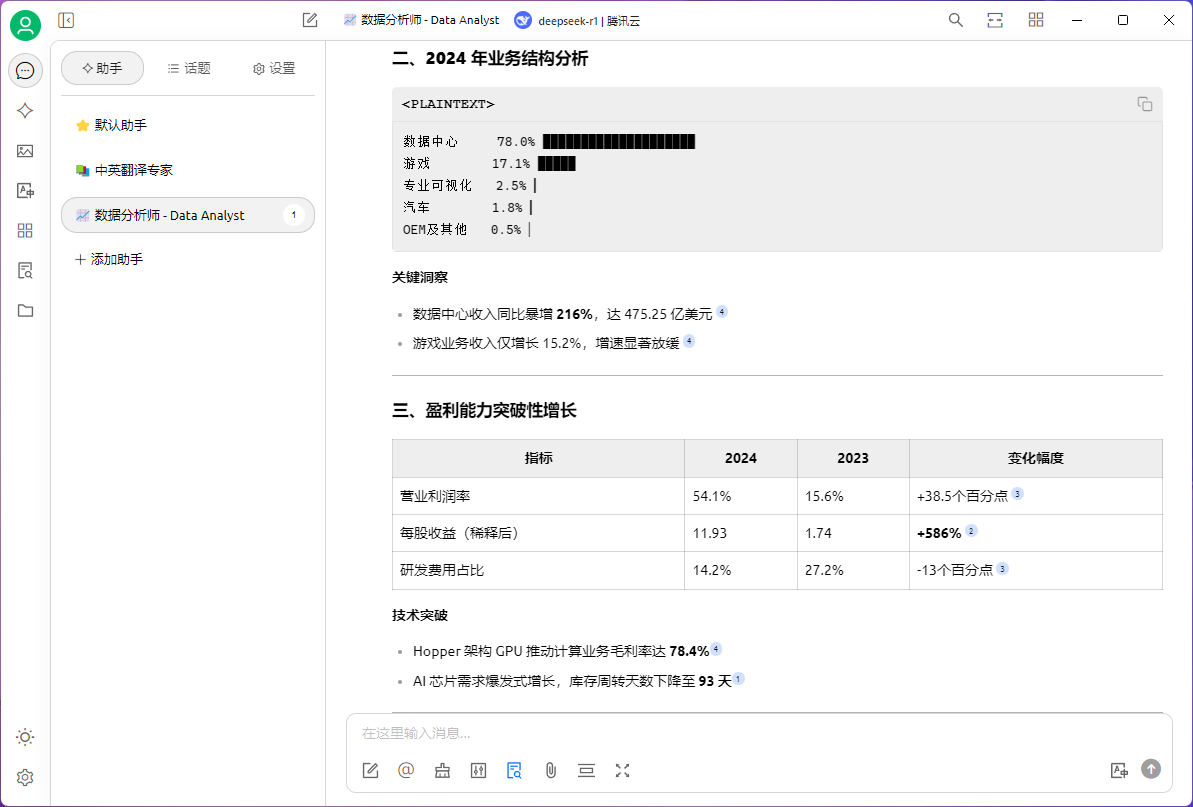 数据分析师 - Data Analyst deepseek-r1 | 腾讯云
助手 话题 设置
默认助手
中英翻译专家
数据分析师 - Data Analyst 1
添加助手
二、2024 年业务结构分析
<PLAINTEXT>
数据中心 78.0%
游戏 17.1%
专业可视化 2.5%
汽车 1.8%
OEM及其他 0.5%
关键洞察
数据中心收入同比暴增 216%，达 475.25 亿美元 4
游戏业务收入仅增长 15.2%，增速显著放缓 4
三、盈利能力突破性增长
指标 2024 2023 变化幅度
营业利润率 54.1% 15.6% +38.5个百分点 3
每股收益（稀释后） 11.93 1.74 +586% 2
研发费用占比 14.2% 27.2% -13个百分点 3
技术突破
Hopper 架构 GPU 推动计算业务毛利率达 78.4% 4
AI 芯片需求爆发式增长，库存周转天数下降至 93 天 1
在这里输入消息...